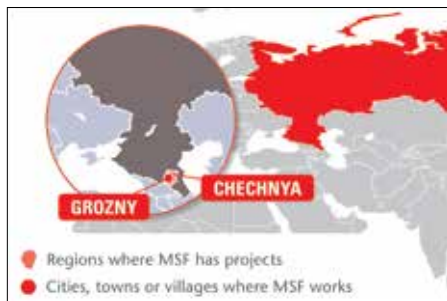 GROZNY
CHECHNYA
Regions where MSF has projects
Cities, towns or villages where MSF works